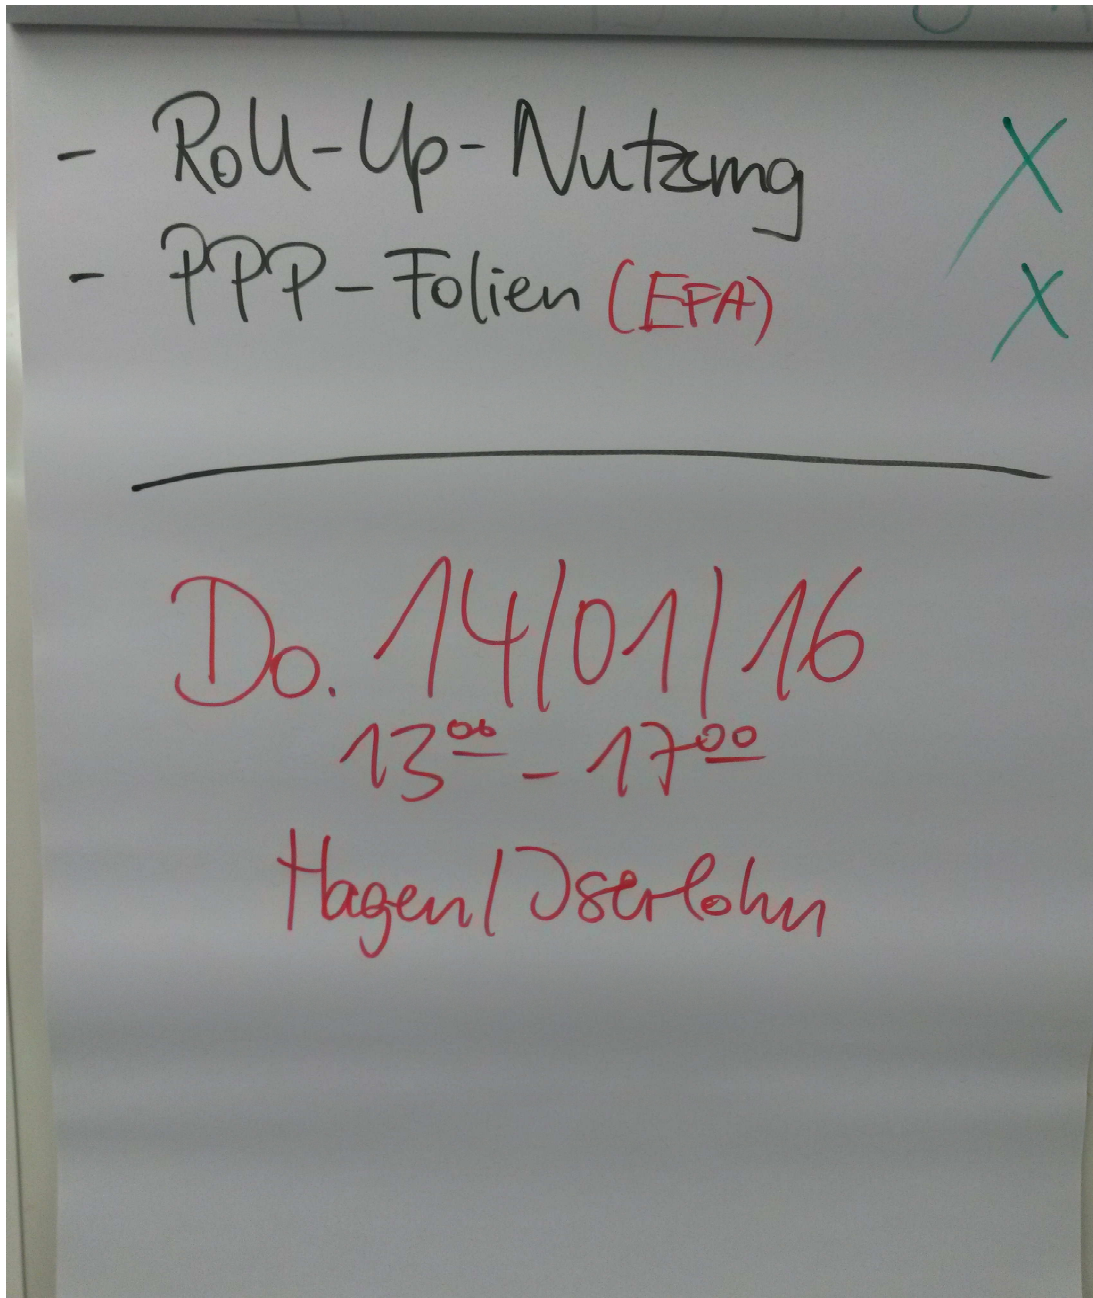 - Roll-Up-Nutzung X
- PPP-Folien (EFA) X
Do. 14/01/16
1300 - 1700
Hagen/Iserlohn